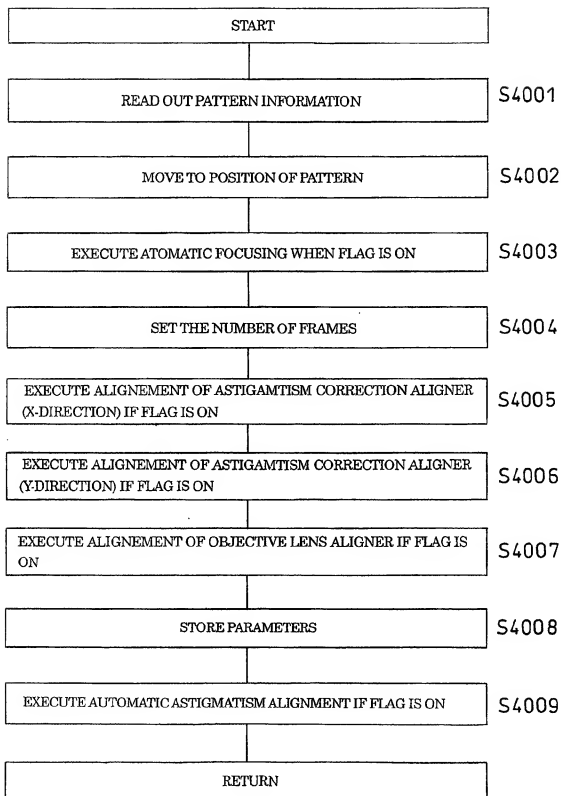 START
READ OUT PATTERN INFORMATION
S4001
MOVE TO POSITION OF PATTERN
S4002
EXECUTE ATOMATIC FOCUSING WHEN FLAG IS ON
S4003
SET THE NUMBER OF FRAMES
S4004
EXECUTE ALIGNEMENT OF ASTIGAMTISM CORRECTION ALIGNER
(X-DIRECTION) IF FLAG IS ON
S4005
EXECUTE ALIGNEMENT OF ASTIGAMTISM CORRECTION ALIGNER
(Y-DIRECTION) IF FLAG IS ON
S4006
EXECUTE ALIGNEMENT OF OBJECTIVE LENS ALIGNER IF FLAG IS
ON
S4007
STORE PARAMETERS
S4008
EXECUTE AUTOMATIC ASTIGMATISM ALIGNMENT IF FLAG IS ON
S4009
RETURN